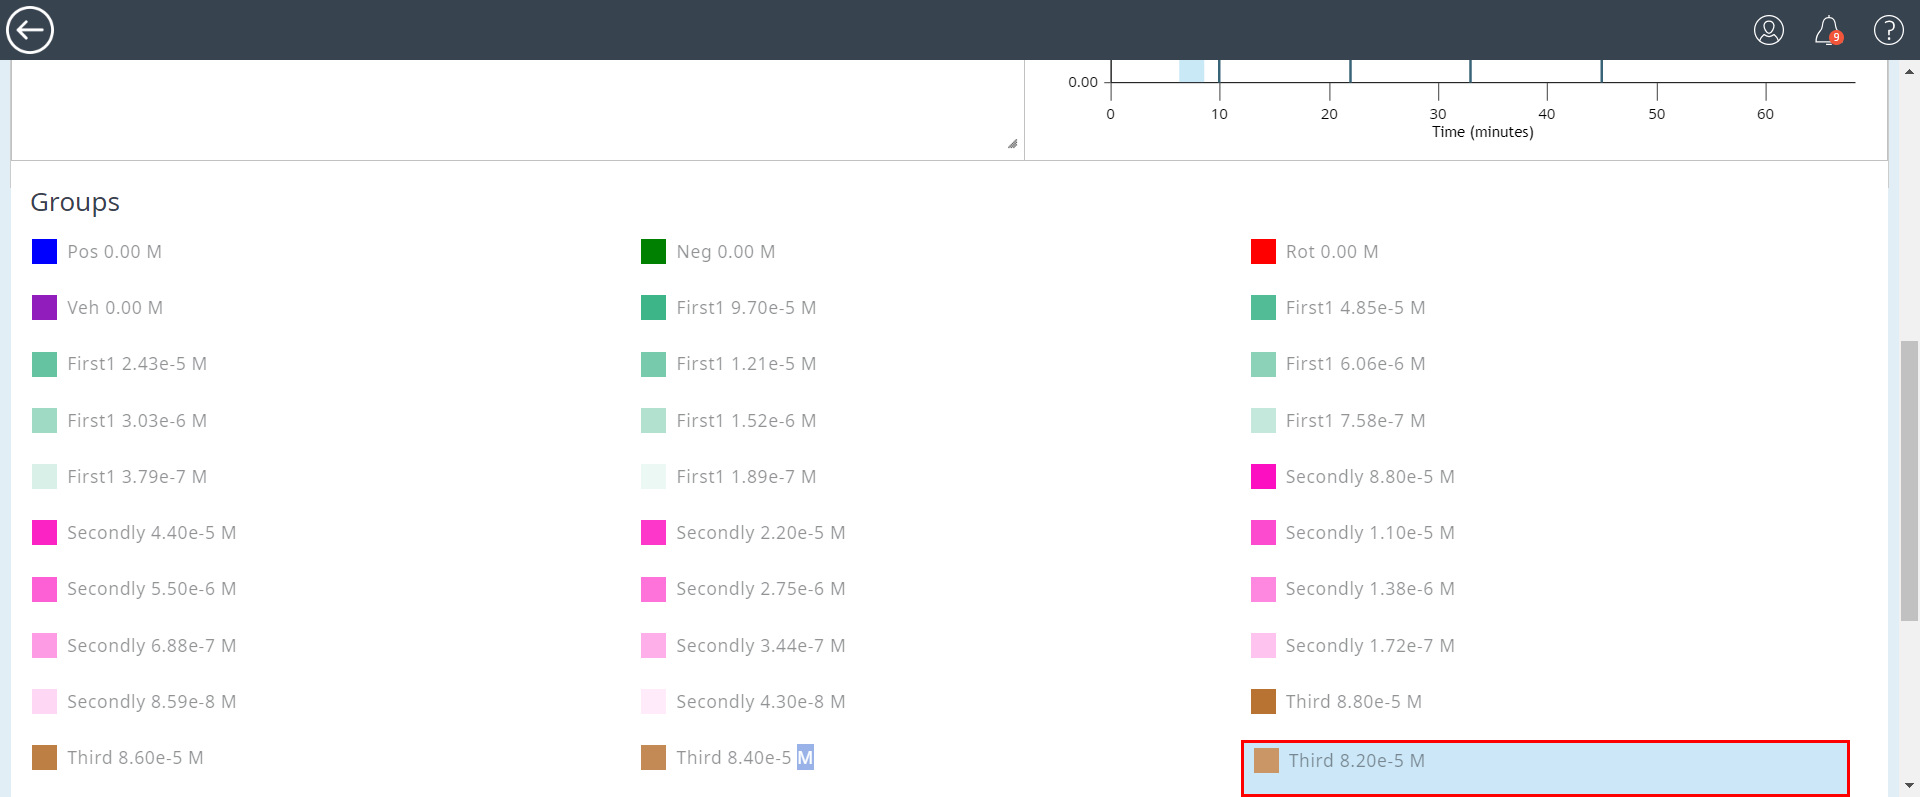 9
?
0.00
0 10 20 30 40 50 60
Time (minutes)
Groups
Pos 0.00 M
Neg 0.00 M
Rot 0.00 M
Veh 0.00 M
First1 9.70e-5 M
First1 4.85e-5 M
First1 2.43e-5 M
First1 1.21e-5 M
First1 6.06e-6 M
First1 3.03e-6 M
First1 1.52e-6 M
First1 7.58e-7 M
First1 3.79e-7 M
First1 1.89e-7 M
Secondly 8.80e-5 M
Secondly 4.40e-5 M
Secondly 2.20e-5 M
Secondly 1.10e-5 M
Secondly 5.50e-6 M
Secondly 2.75e-6 M
Secondly 1.38e-6 M
Secondly 6.88e-7 M
Secondly 3.44e-7 M
Secondly 1.72e-7 M
Secondly 8.59e-8 M
Secondly 4.30e-8 M
Third 8.80e-5 M
Third 8.60e-5 M
Third 8.40e-5 M
Third 8.20e-5 M